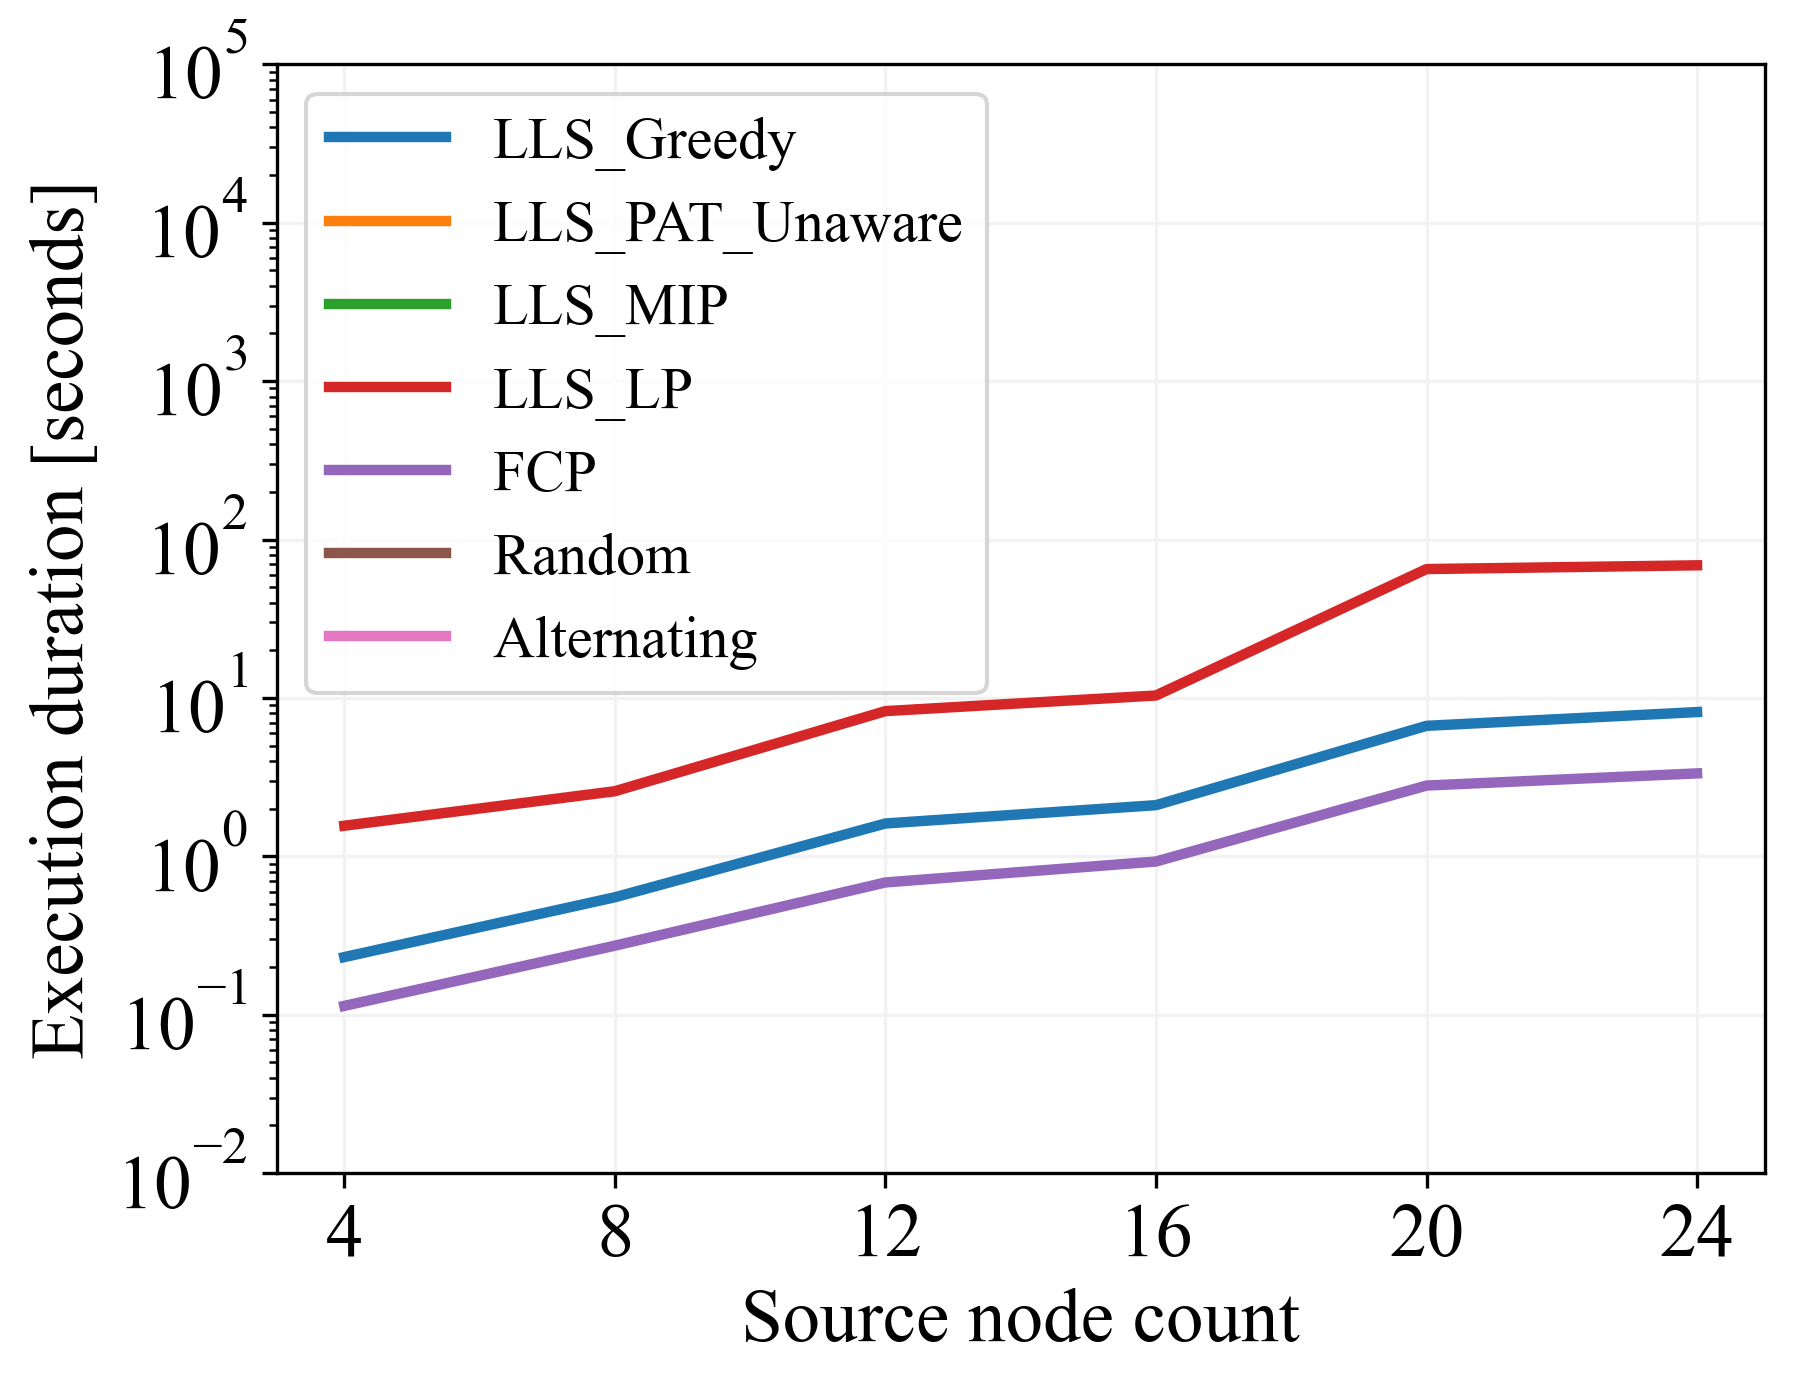 Execution duration [seconds]
10^5
10^4
10^3
10^2
10^1
10^0
10^−1
10^−2
LLS_Greedy
LLS_PAT_Unaware
LLS_MIP
LLS_LP
FCP
Random
Alternating
4 8 12 16 20 24
Source node count